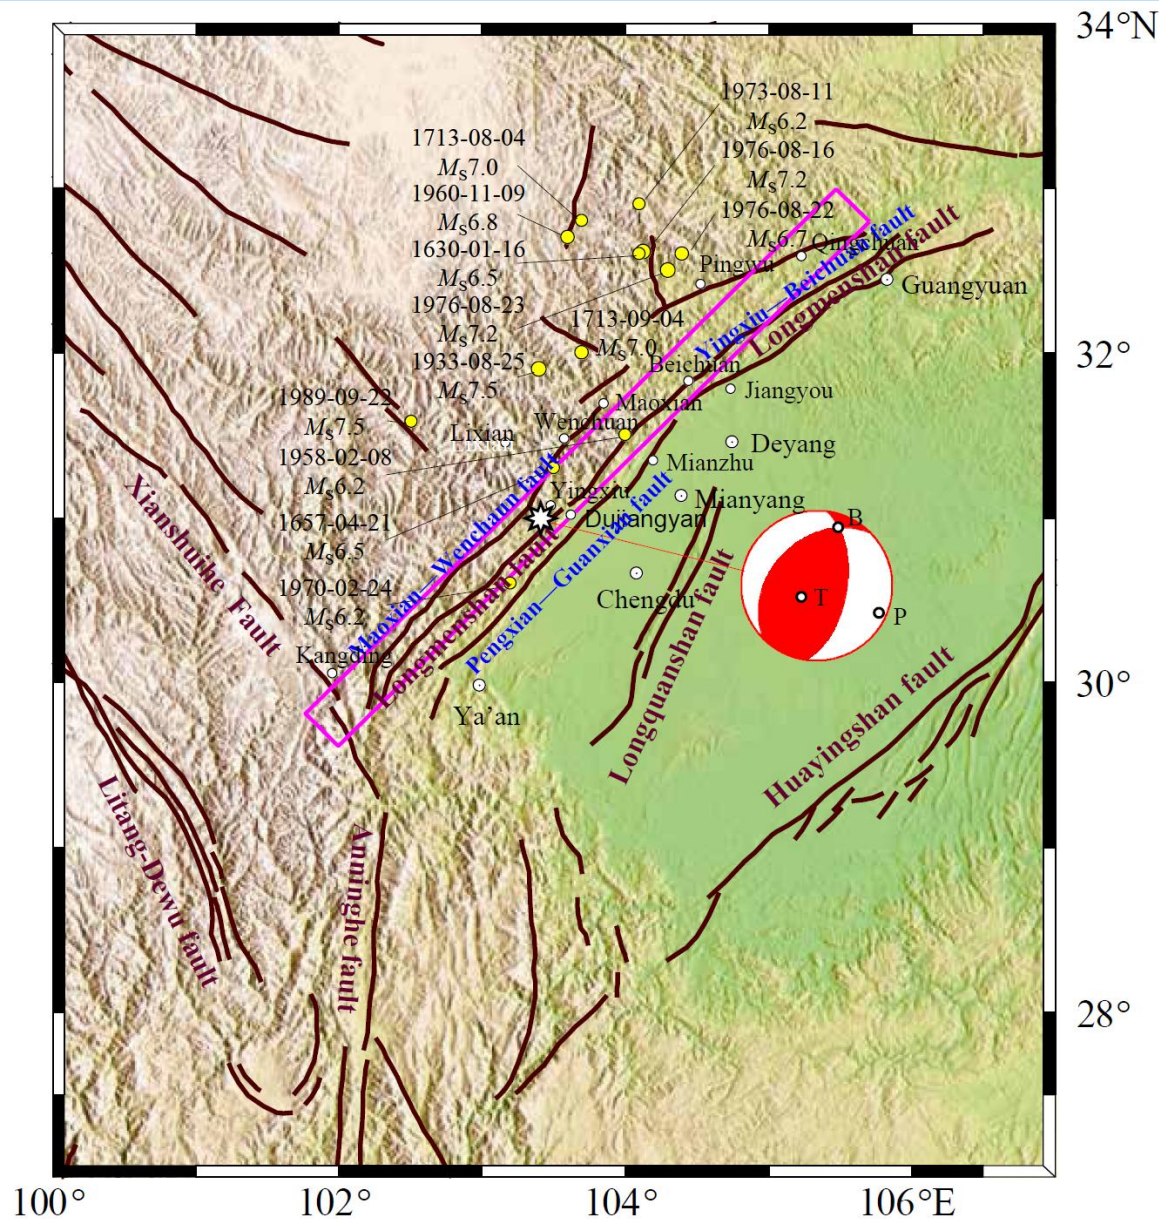 34°N
1973-08-11
Ms6.2
1713-08-04
Ms7.0
1976-08-16
Ms7.2
1960-11-09
Ms6.8
1976-08-22
Ms6.7
1630-01-16
Ms6.5
Qingchuan
Pingwu
Yingxiu—Beichuan fault
Longmenshan fault
Guangyuan
1976-08-23
Ms7.2
1713-09-04
Ms7.0
32°
1933-08-25
Ms7.5
Beichuan
Jiangyou
1989-09-22
Ms7.5
Maoxian
Wenchuan
Lixian
Deyang
1958-02-08
Ms6.2
Mianzhu
Mianyang
Xianshuihe Fault
Maoxian—Wenchann fault
Yingxiu
Dujiangyan
1657-04-21
Ms6.5
Pengxian—Guanxian fault
B
T
P
1970-02-24
Ms6.2
Chengdu
Longmenshan fault
Kangding
30°
Ya'an
Longquanshan fault
Huayingshan fault
Litang-Dewu fault
Anninghe fault
28°
100°
102°
104°
106°E